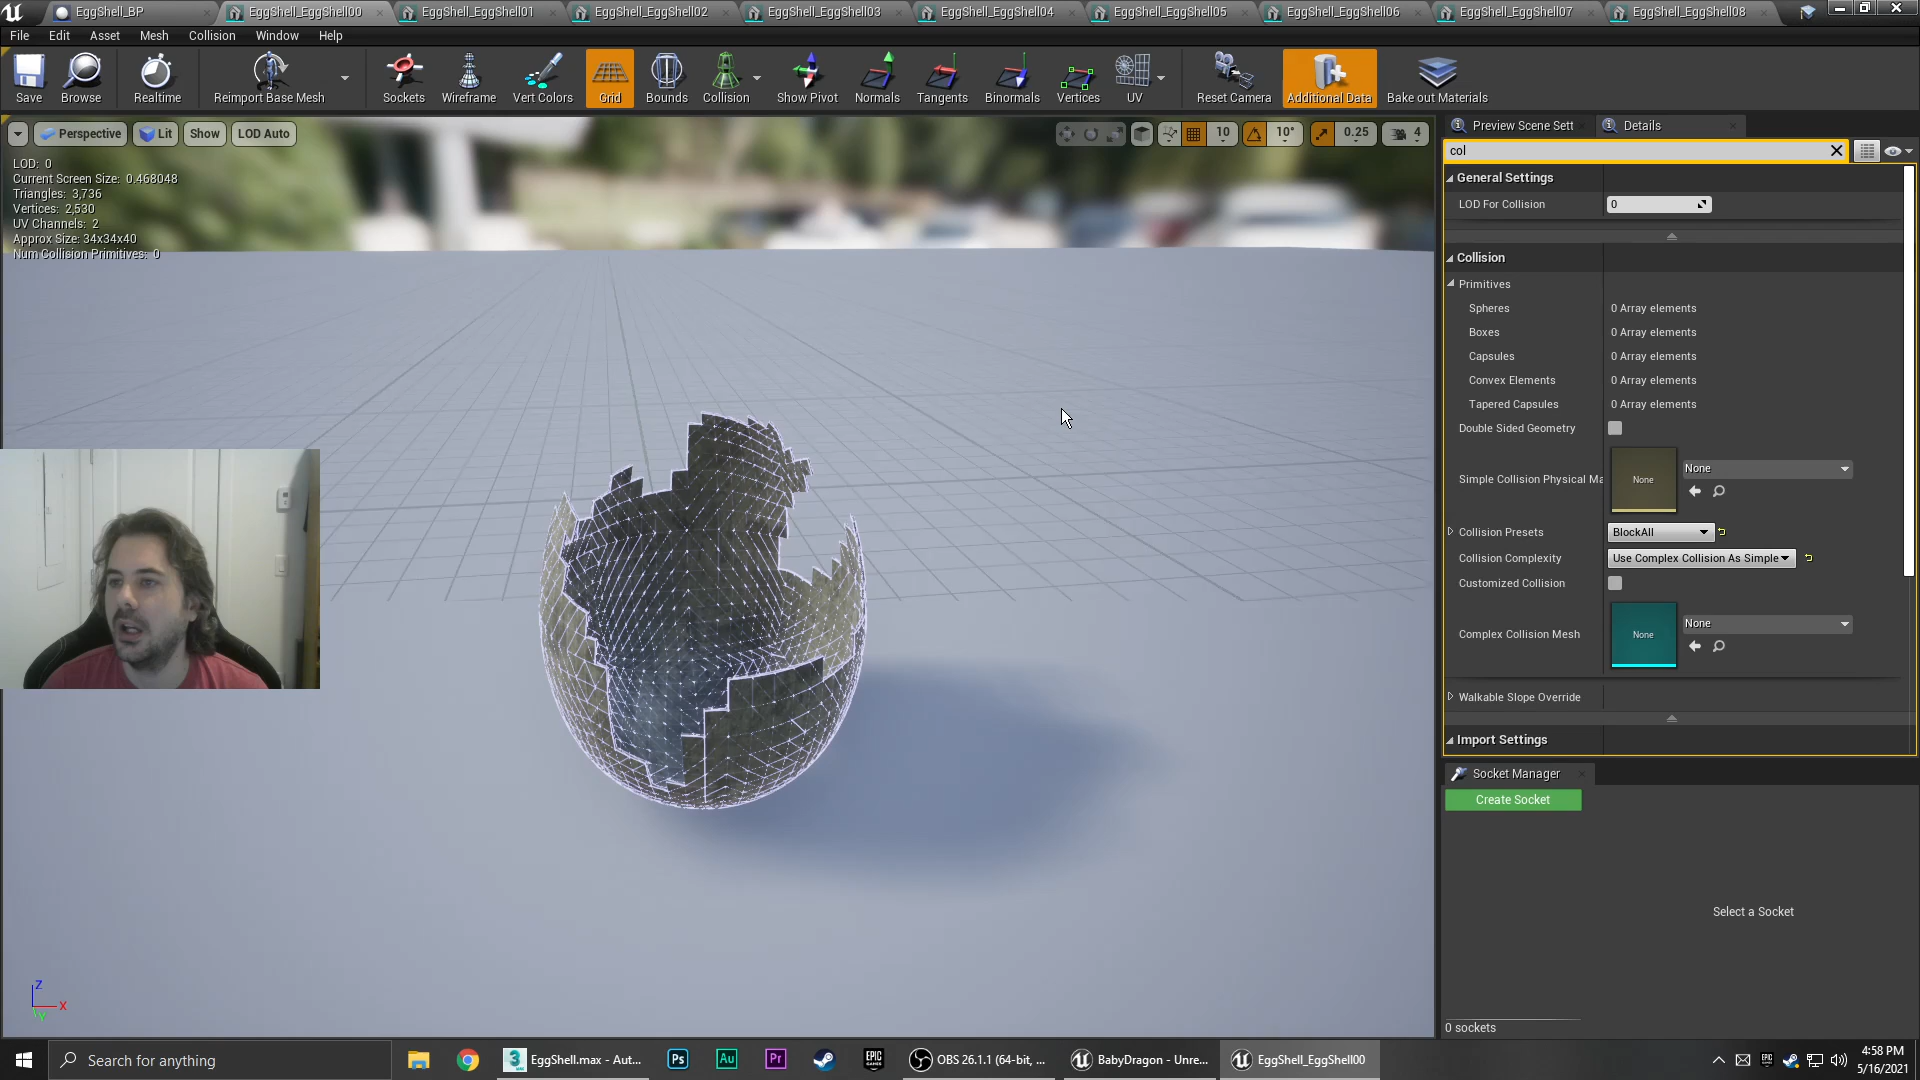 EggShell_BP
EggShell_EggShell00
EggShell_EggShell01
EggShell_EggShell02
EggShell_EggShell03
EggShell_EggShell04
EggShell_EggShell05
EggShell_EggShell06
EggShell_EggShell07
EggShell_EggShell08
File Edit Asset Mesh Collision Window Help
Save Browse Realtime Reimport Base Mesh Sockets Wireframe Vert Colors Grid Bounds Collision Show Pivot Normals Tangents Binormals Vertices UV Reset Camera Additional Data Bake out Materials
Perspective Lit Show LOD Auto 10 10° 0.25 4
LOD: 0
Current Screen Size: 0.468048
Triangles: 3,736
Vertices: 2,530
UV Channels: 2
Approx Size: 34x34x40
Num Collision Primitives: 0
Z
X
Y
Preview Scene Sett Details
col
General Settings
LOD For Collision 0
Collision
Primitives
Spheres 0 Array elements
Boxes 0 Array elements
Capsules 0 Array elements
Convex Elements 0 Array elements
Tapered Capsules 0 Array elements
Double Sided Geometry
Simple Collision Physical Ma None None
Collision Presets BlockAll
Collision Complexity Use Complex Collision As Simple
Customized Collision
Complex Collision Mesh None None
Walkable Slope Override
Import Settings
Socket Manager
Create Socket
Select a Socket
0 sockets
Search for anything
EggShell.max - Aut...
Ps
Au
Pr
EPIC GAMES
OBS 26.1.1 (64-bit, ...
BabyDragon - Unre...
EggShell_EggShell00
4:58 PM
5/16/2021